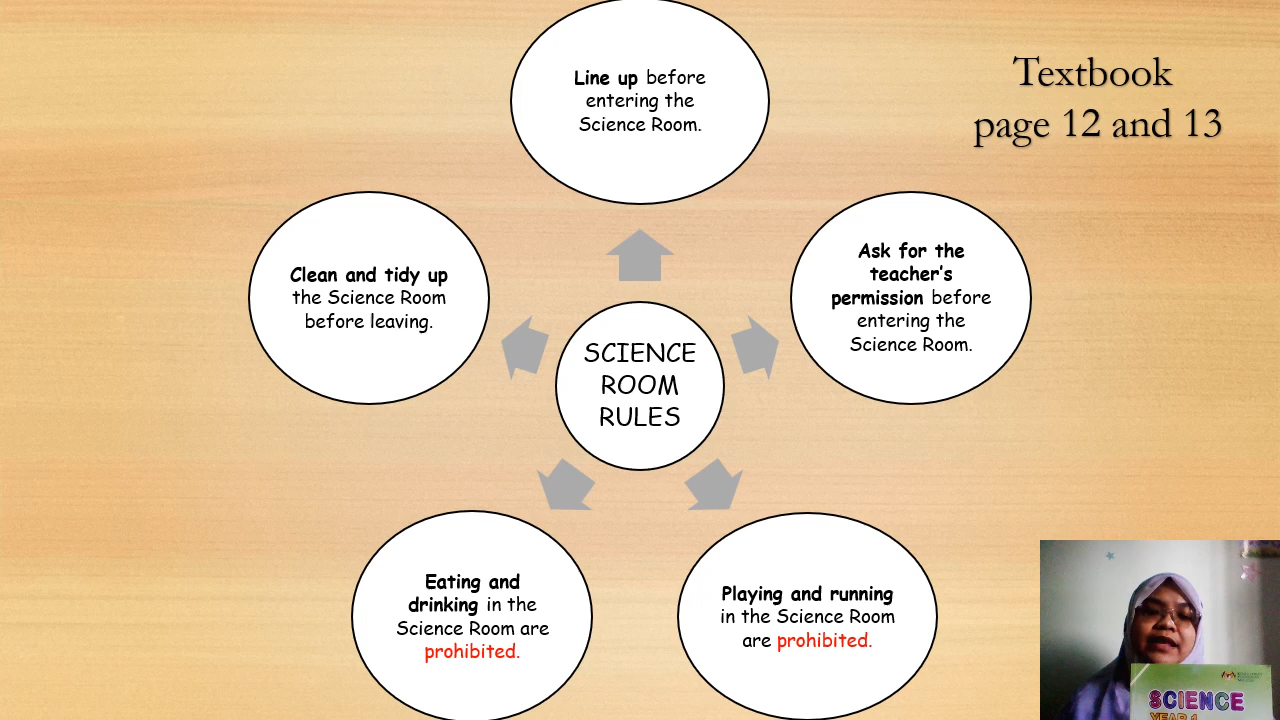 Line up before
entering the
Science Room.
Textbook
page 12 and 13
Clean and tidy up
the Science Room
before leaving.
Ask for the
teacher's
permission before
entering the
Science Room.
SCIENCE
ROOM
RULES
Eating and
drinking in the
Science Room are
prohibited.
Playing and running
in the Science Room
are prohibited.
SCIENCE
YEAR 1